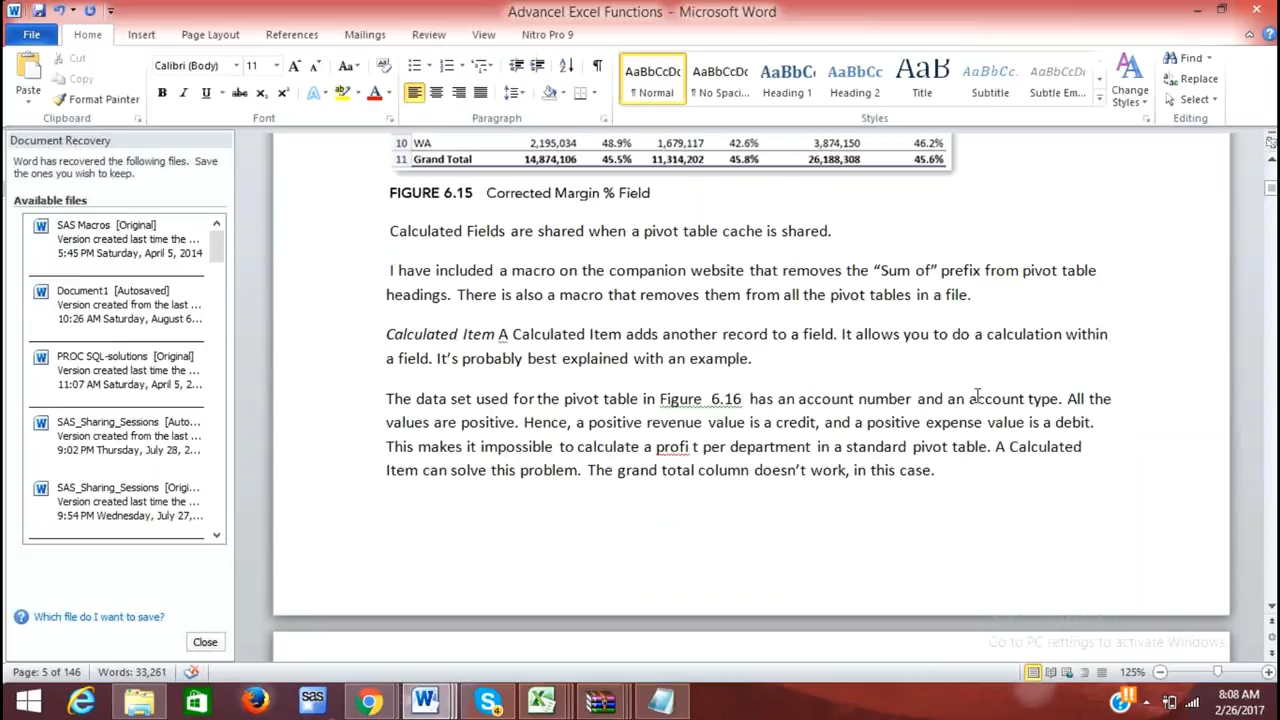 Advancel Excel Functions - Microsoft Word
File Home Insert Page Layout References Mailings Review View Nitro Pro 9
Paste
Cut
Copy
Format Painter
Clipboard
Calibri (Body) 11
Font
Paragraph
AaBbCcDc AaBbCcDc AaBbC( AaBbCc AaB AaBbCcl AaBbCcDc
¶ Normal ¶ No Spaci... Heading 1 Heading 2 Title Subtitle Subtle Em...
Change
Styles
Styles
Find
Replace
Select
Editing
Document Recovery
Word has recovered the following files. Save
the ones you wish to keep.
Available files
SAS Macros [Original]
Version created last time the ...
5:45 PM Saturday, April 5, 2014
Document1 [Autosaved]
Version created from the last ...
10:26 AM Saturday, August 6...
PROC SQL-solutions [Original]
Version created last time the ...
11:07 AM Saturday, April 5, 2...
SAS_Sharing_Sessions [Auto...
Version created from the last ...
9:02 PM Thursday, July 28, 2...
SAS_Sharing_Sessions [Origi...
Version created last time the ...
9:54 PM Wednesday, July 27,...
Which file do I want to save?
Close
10 WA 2,195,034 48.9% 1,679,117 42.6% 3,874,150 46.2%
11 Grand Total 14,874,106 45.5% 11,314,202 45.8% 26,188,308 45.6%
FIGURE 6.15 Corrected Margin % Field
Calculated Fields are shared when a pivot table cache is shared.
I have included a macro on the companion website that removes the “Sum of” prefix from pivot table
headings. There is also a macro that removes them from all the pivot tables in a file.
Calculated Item A Calculated Item adds another record to a field. It allows you to do a calculation within
a field. It’s probably best explained with an example.
The data set used for the pivot table in Figure 6.16 has an account number and an account type. All the
values are positive. Hence, a positive revenue value is a credit, and a positive expense value is a debit.
This makes it impossible to calculate a profi t per department in a standard pivot table. A Calculated
Item can solve this problem. The grand total column doesn’t work, in this case.
Go to PC settings to activate Windows.
Page: 5 of 146 Words: 33,261 125%
8:08 AM
2/26/2017